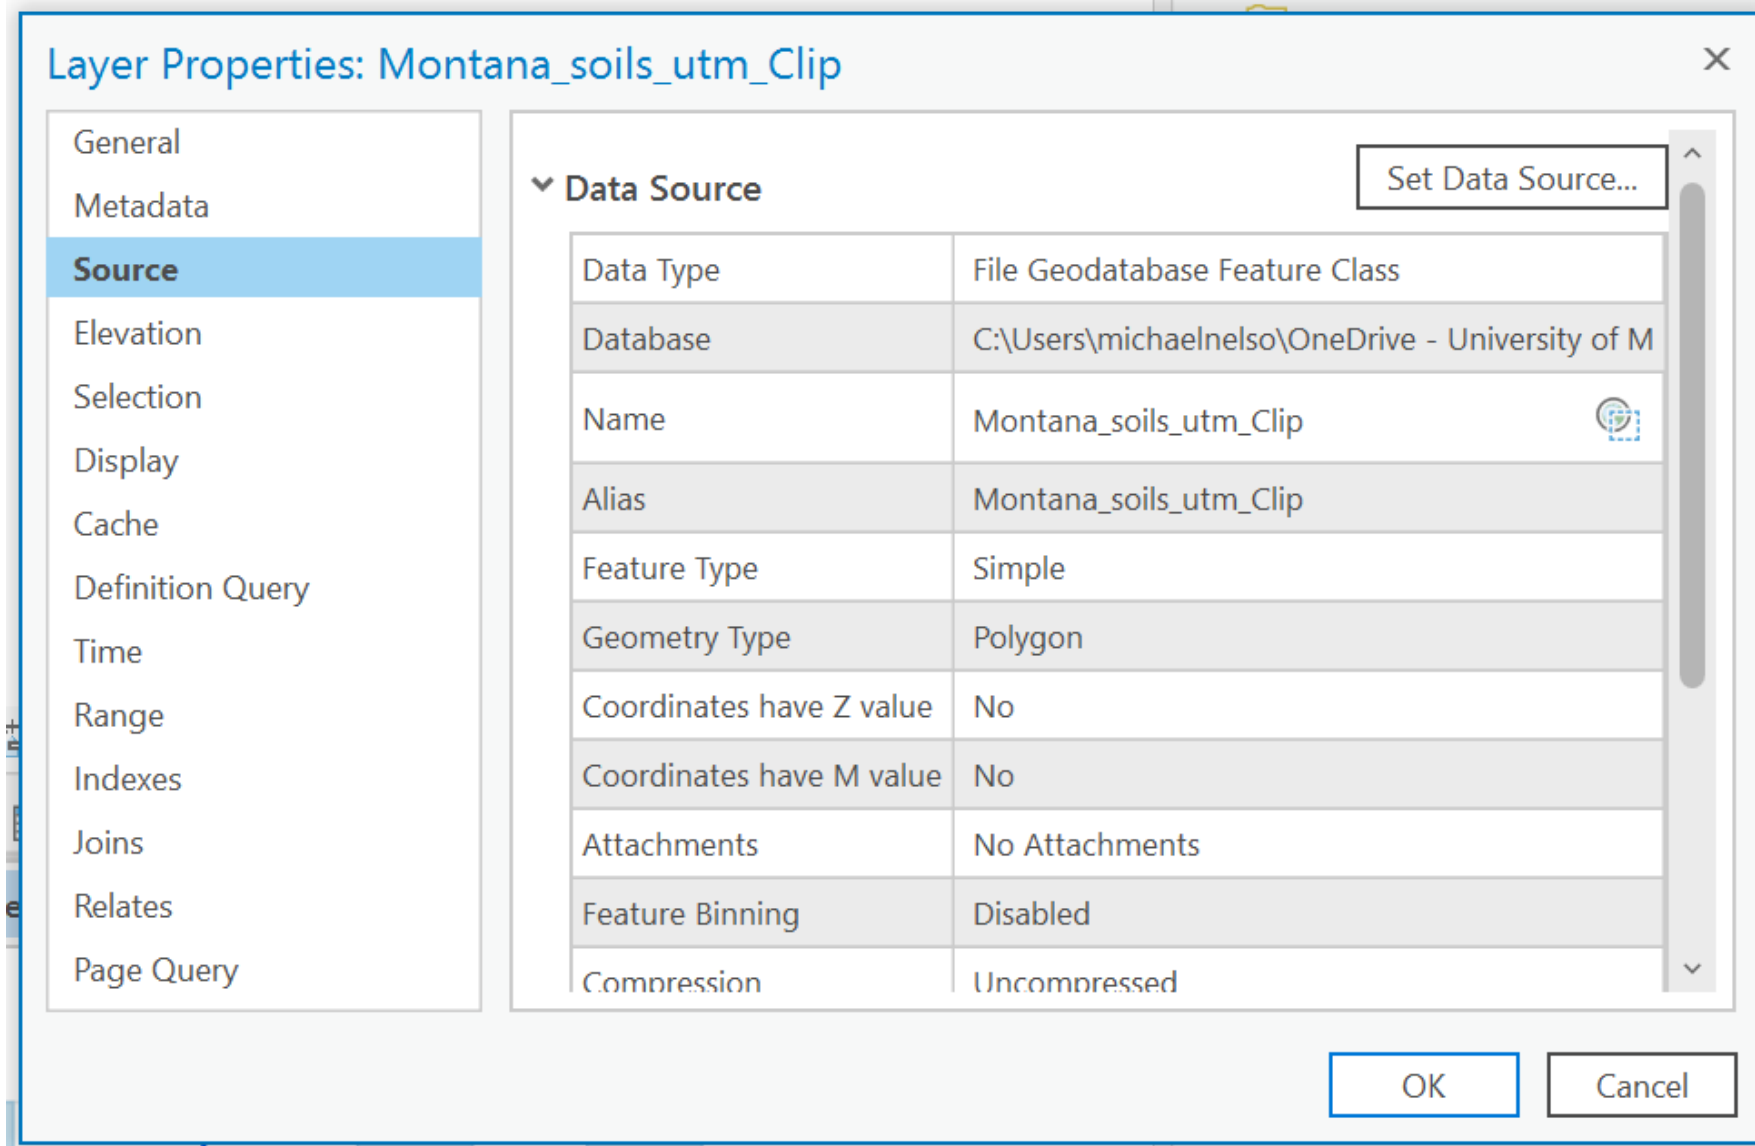 Layer Properties: Montana_soils_utm_Clip
General
Metadata
Source
Elevation
Selection
Display
Cache
Definition Query
Time
Range
Indexes
Joins
Relates
Page Query
Data Source
Set Data Source...
Data Type File Geodatabase Feature Class
Database C:\Users\michaelnelso\OneDrive - University of M
Name Montana_soils_utm_Clip
Alias Montana_soils_utm_Clip
Feature Type Simple
Geometry Type Polygon
Coordinates have Z value No
Coordinates have M value No
Attachments No Attachments
Feature Binning Disabled
Compression Uncompressed
OK Cancel